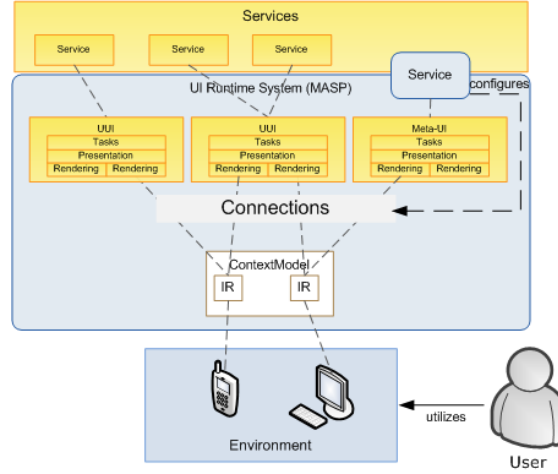 Services
Service
Service
Service
Service
configures
UI Runtime System (MASP)
UUI
Tasks
Presentation
Rendering
Rendering
UUI
Tasks
Presentation
Rendering
Rendering
Meta-UI
Tasks
Presentation
Rendering
Rendering
Connections
ContextModel
IR
IR
Environment
utilizes
User